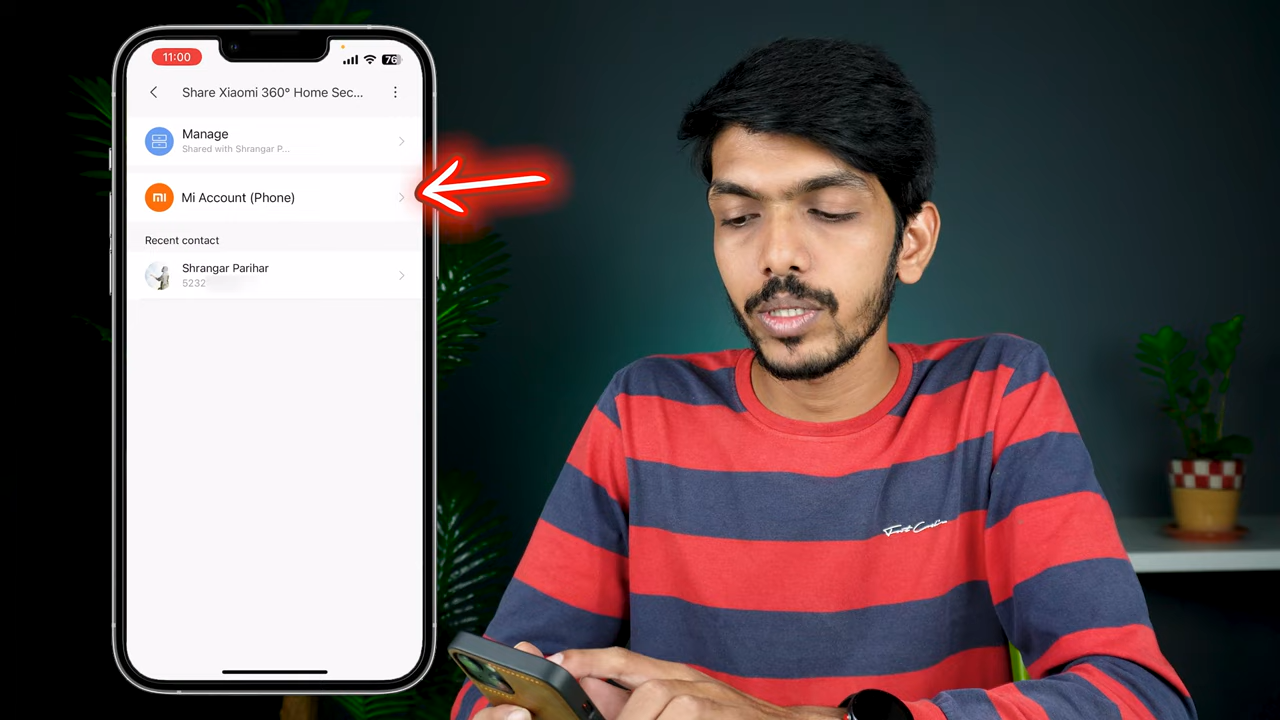 11:00
76
Share Xiaomi 360° Home Sec...
Manage
Shared with Shrangar P...
mi
Mi Account (Phone)
Recent contact
Shrangar Parihar
5232